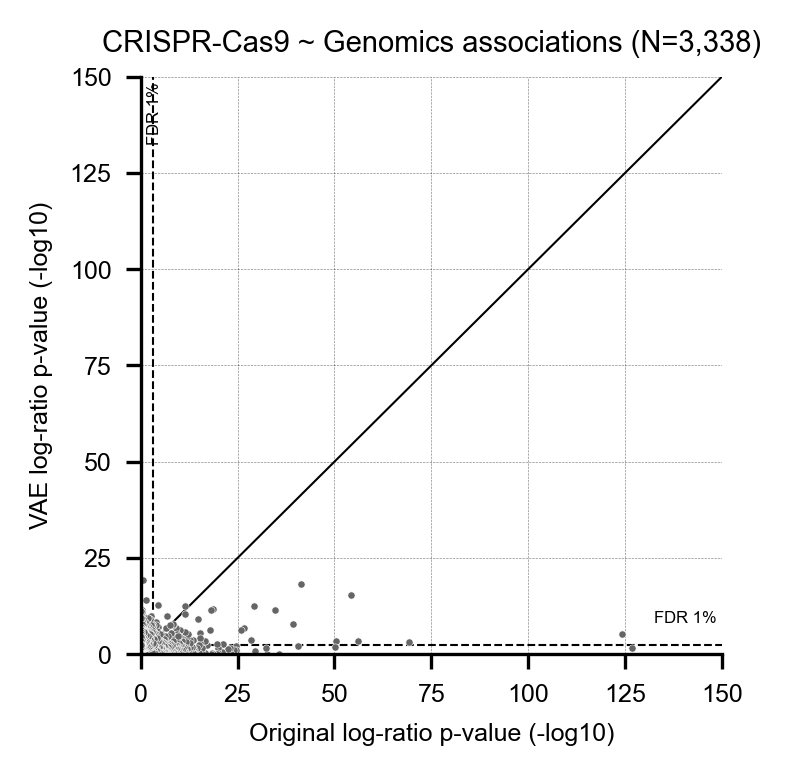 CRISPR-Cas9 ~ Genomics associations (N=3,338)
150
125
100
75
50
25
0
VAE log-ratio p-value (-log10)
FDR 1%
FDR 1%
0 25 50 75 100 125 150
Original log-ratio p-value (-log10)